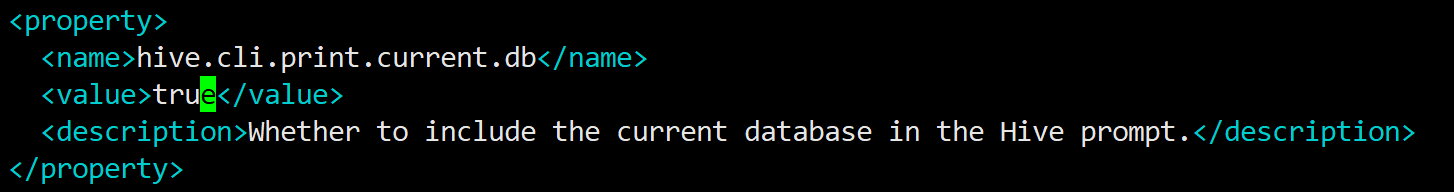 <property>
<name>hive.cli.print.current.db</name>
<value>true</value>
<description>Whether to include the current database in the Hive prompt.</description>
</property>